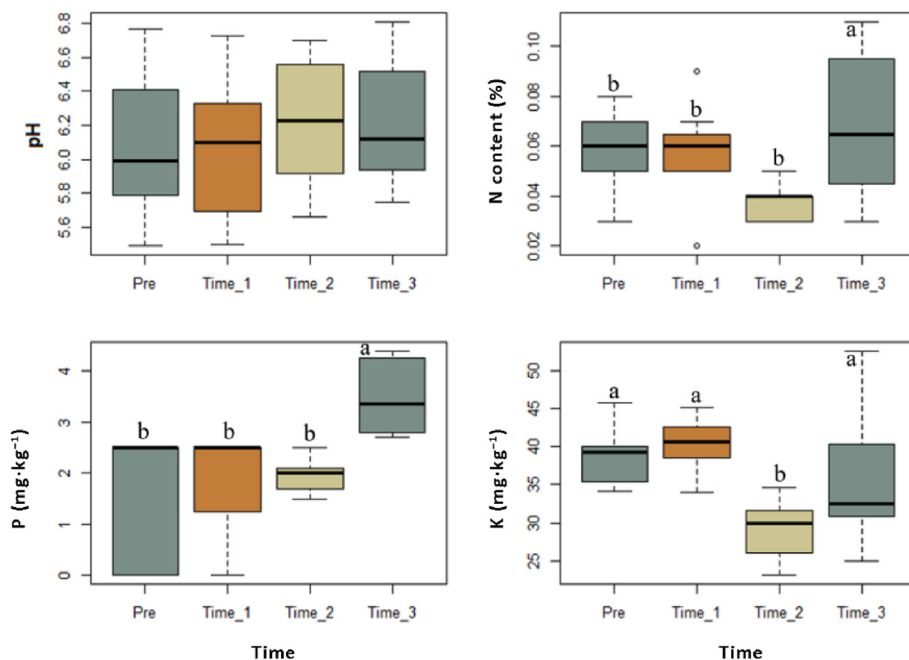 pH
6.8
6.6
6.4
6.2
6.0
5.8
5.6
Pre Time_1 Time_2 Time_3
N content (%)
0.10
0.08
0.06
0.04
0.02
b
b
b
a
Pre Time_1 Time_2 Time_3
P (mg·kg⁻¹)
4
3
2
1
0
b
b
b
a
Pre Time_1 Time_2 Time_3
Time
K (mg·kg⁻¹)
50
45
40
35
30
25
a
a
b
a
Pre Time_1 Time_2 Time_3
Time